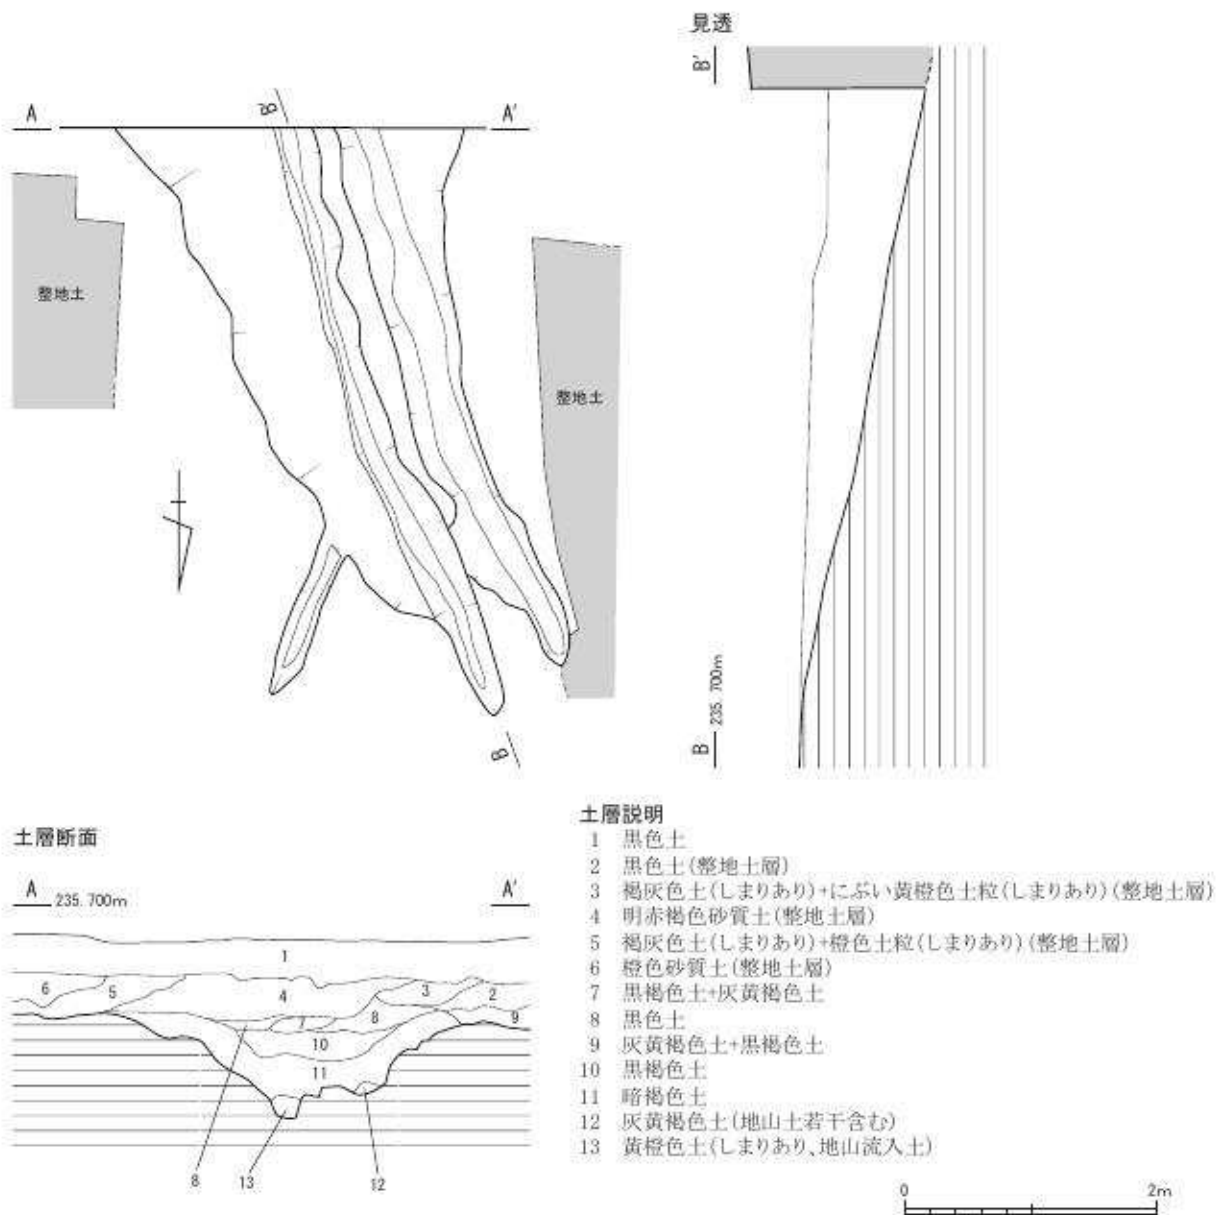 見透
B'
B'
A
A'
整地土
整地土
B
B 235. 700m
土層断面
A 235. 700m
A'
1
6
5
4
3
2
7
8
9
10
11
8
13
12
土層説明
1 黒色土
2 黒色土(整地土層)
3 褐灰色土(しまりあり)+にぶい黄橙色土粒(しまりあり)(整地土層)
4 明赤褐色砂質土(整地土層)
5 褐灰色土(しまりあり)+橙色土粒(しまりあり)(整地土層)
6 橙色砂質土(整地土層)
7 黒褐色土+灰黄褐色土
8 黒色土
9 灰黄褐色土+黒褐色土
10 黒褐色土
11 暗褐色土
12 灰黄褐色土(地山土若干含む)
13 黄橙色土(しまりあり、地山流入土)
0 2m